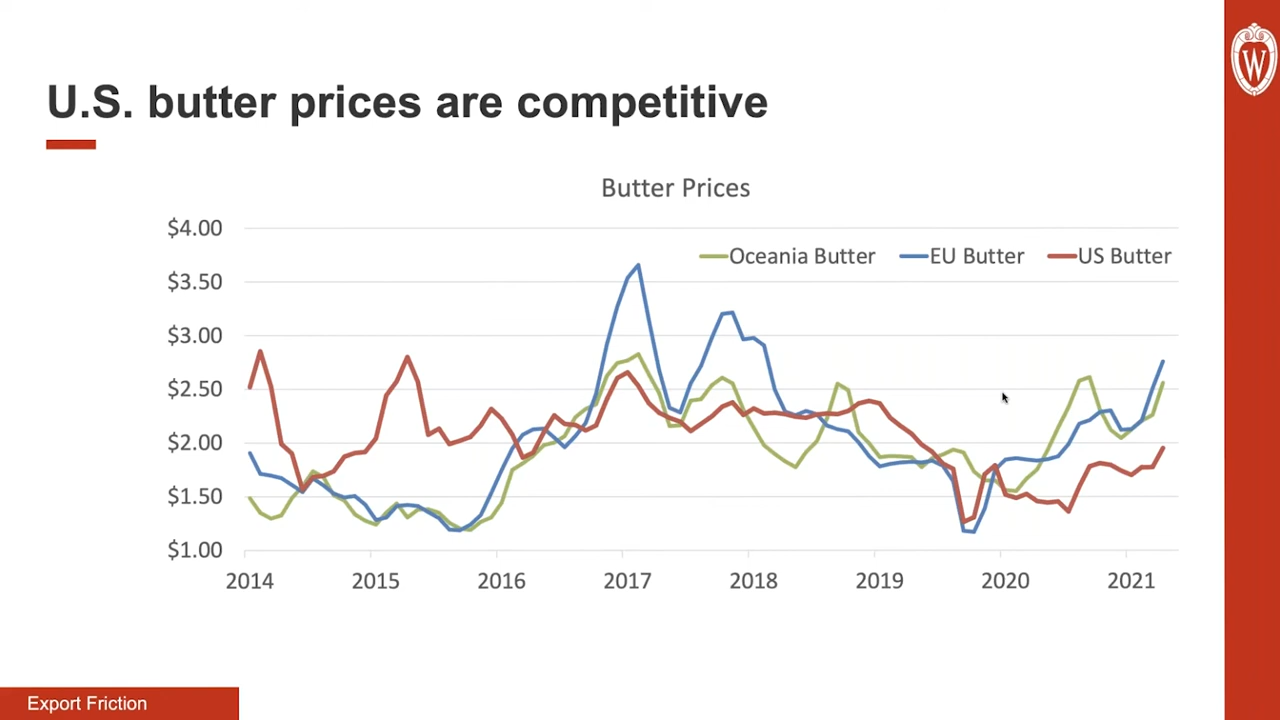 U.S. butter prices are competitive
W
Butter Prices
Oceania Butter EU Butter US Butter
$4.00
$3.50
$3.00
$2.50
$2.00
$1.50
$1.00
2014 2015 2016 2017 2018 2019 2020 2021
Export Friction